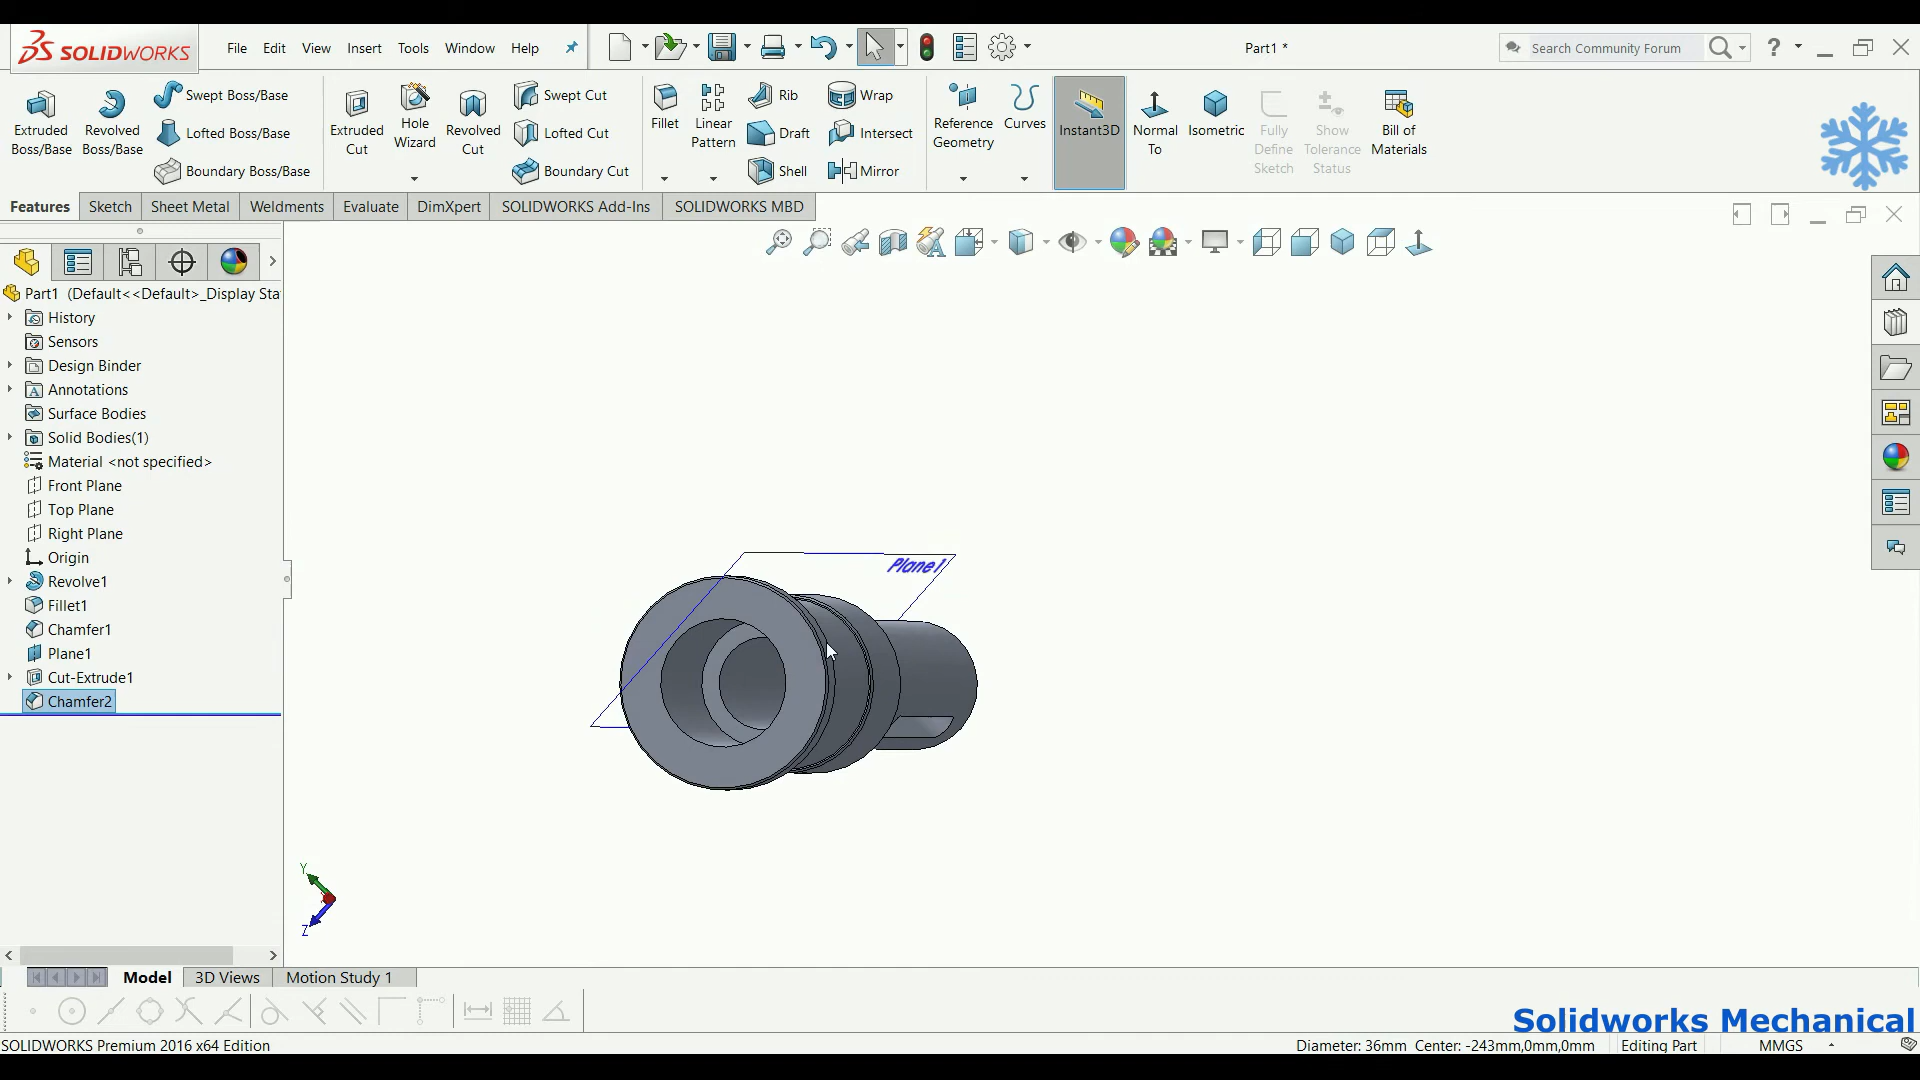 SOLIDWORKS
File Edit View Insert Tools Window Help
Part1 *
Search Community Forum
?
Extruded Boss/Base
Revolved Boss/Base
Swept Boss/Base
Lofted Boss/Base
Boundary Boss/Base
Extruded Cut
Hole Wizard
Revolved Cut
Swept Cut
Lofted Cut
Boundary Cut
Fillet
Linear Pattern
Rib
Draft
Shell
Wrap
Intersect
Mirror
Reference Geometry
Curves
Instant3D
Normal To
Isometric
Fully Define Sketch
Show Tolerance Status
Bill of Materials
Features Sketch Sheet Metal Weldments Evaluate DimXpert SOLIDWORKS Add-Ins SOLIDWORKS MBD
Part1 (Default<<Default>_Display Sta
History
Sensors
Design Binder
Annotations
Surface Bodies
Solid Bodies(1)
Material <not specified>
Front Plane
Top Plane
Right Plane
Origin
Revolve1
Fillet1
Chamfer1
Plane1
Cut-Extrude1
Chamfer2
Plane1
Y
Z
Model 3D Views Motion Study 1
Solidworks Mechanical
SOLIDWORKS Premium 2016 x64 Edition
Diameter: 36mm Center: -243mm,0mm,0mm Editing Part MMGS